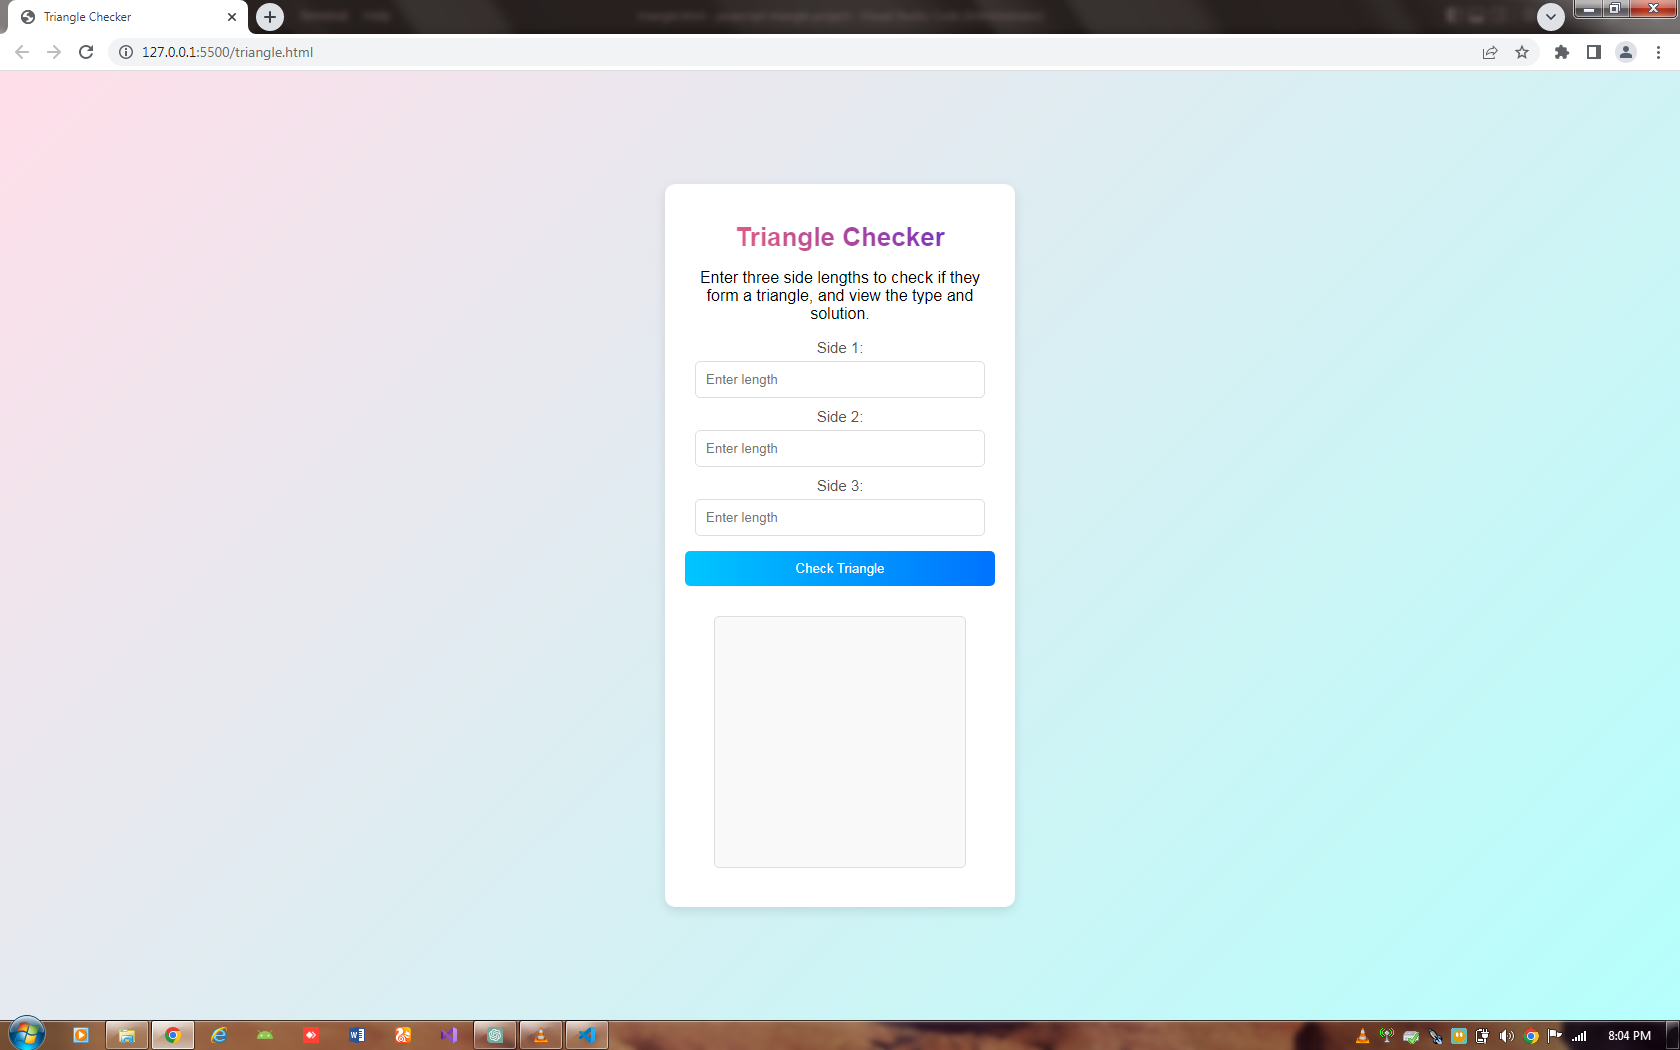 Triangle Checker
127.0.0.1:5500/triangle.html
Triangle Checker
Enter three side lengths to check if they
form a triangle, and view the type and
solution.
Side 1:
Enter length
Side 2:
Enter length
Side 3:
Enter length
Check Triangle
8:04 PM